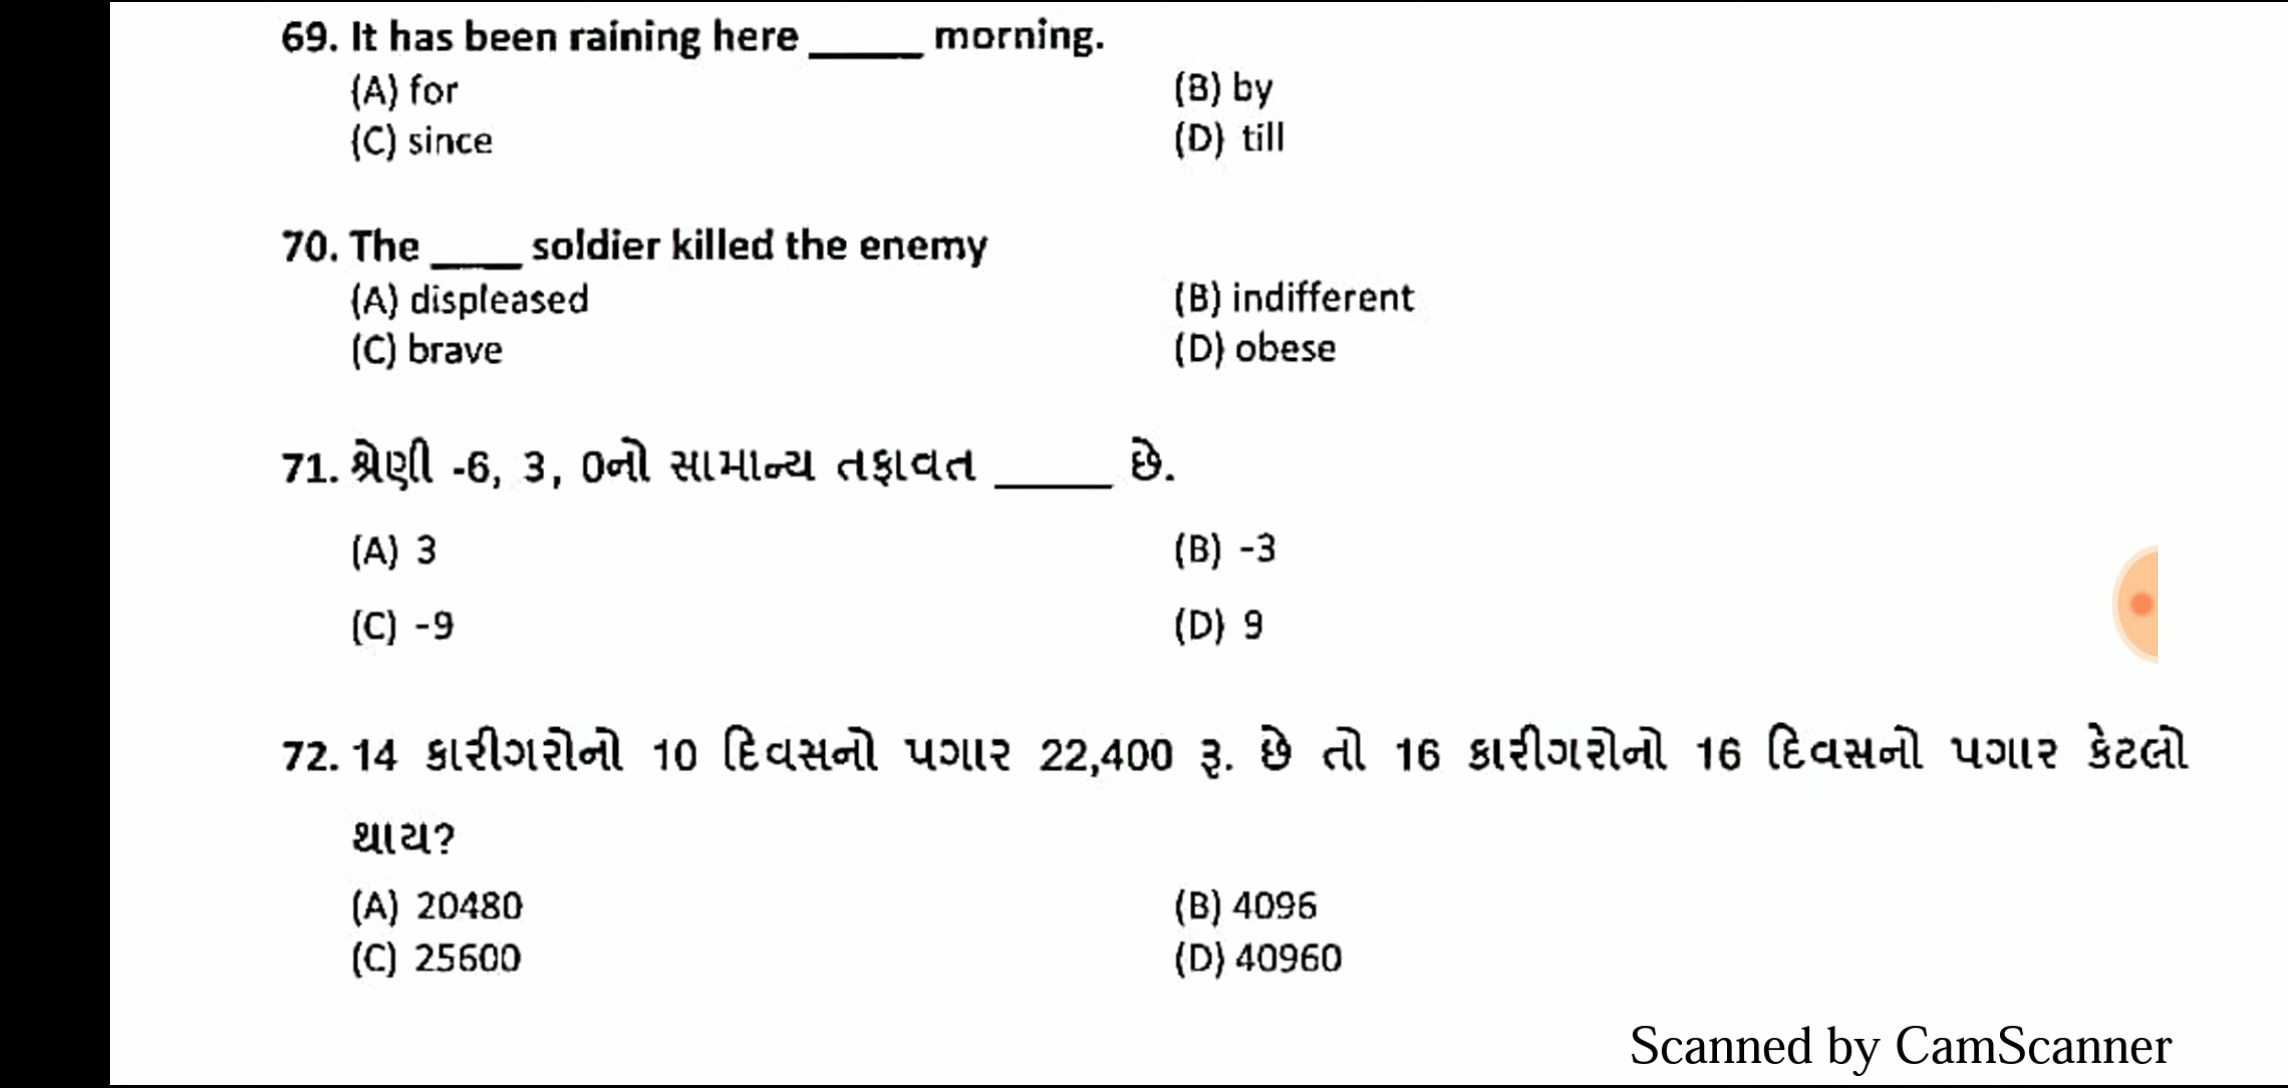 69. It has been raining here _____ morning.
(A) for (B) by
(C) since (D) till
70. The ____ soldier killed the enemy
(A) displeased (B) indifferent
(C) brave (D) obese
71. શ્રેણી -6, 3, 0નો સામાન્ય તફાવત _____ છે.
(A) 3 (B) -3
(C) -9 (D) 9
72. 14 કારીગરોનો 10 દિવસનો પગાર 22,400 રૂ. છે તો 16 કારીગરોનો 16 દિવસનો પગાર કેટલો
થાય?
(A) 20480 (B) 4096
(C) 25600 (D) 40960
Scanned by CamScanner